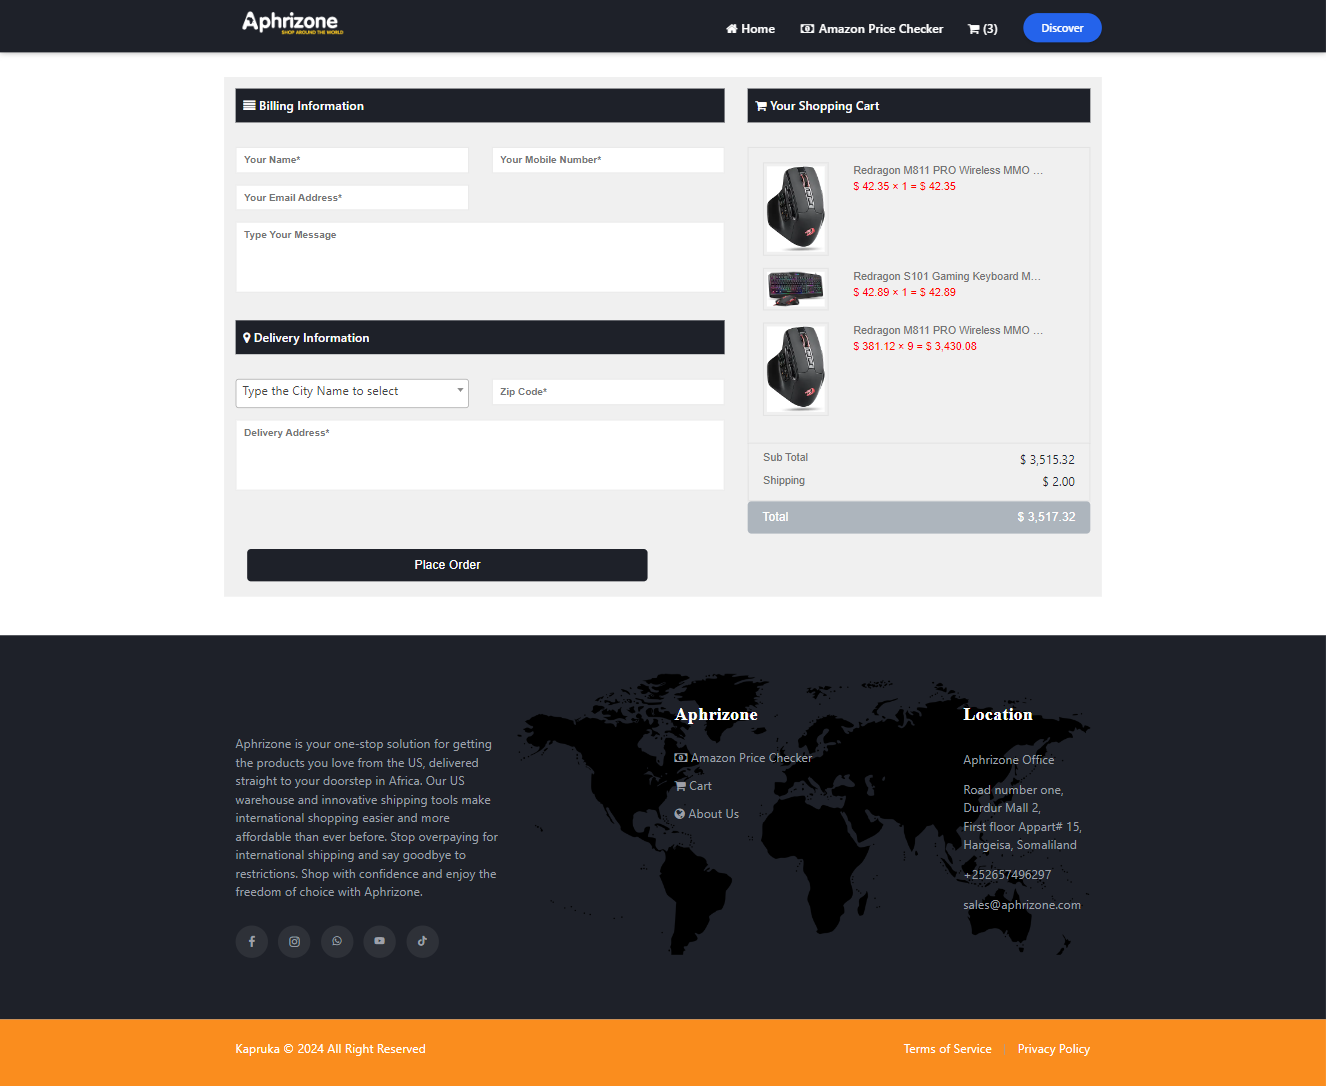 Aphrizone
SHOP AROUND THE WORLD
Home
Amazon Price Checker
(3)
Discover
Billing Information
Your Name*
Your Mobile Number*
Your Email Address*
Type Your Message
Delivery Information
Type the City Name to select
Zip Code*
Delivery Address*
Place Order
Your Shopping Cart
Redragon M811 PRO Wireless MMO ...
$ 42.35 × 1 = $ 42.35
Redragon S101 Gaming Keyboard M...
$ 42.89 × 1 = $ 42.89
Redragon M811 PRO Wireless MMO ...
$ 381.12 × 9 = $ 3,430.08
Sub Total $ 3,515.32
Shipping $ 2.00
Total $ 3,517.32
Aphrizone is your one-stop solution for getting
the products you love from the US, delivered
straight to your doorstep in Africa. Our US
warehouse and innovative shipping tools make
international shopping easier and more
affordable than ever before. Stop overpaying for
international shipping and say goodbye to
restrictions. Shop with confidence and enjoy the
freedom of choice with Aphrizone.
Aphrizone
Amazon Price Checker
Cart
About Us
Location
Aphrizone Office
Road number one,
Durdur Mall 2,
First floor Appart# 15,
Hargeisa, Somaliland
+252657496297
sales@aphrizone.com
Kapruka © 2024 All Right Reserved
Terms of Service | Privacy Policy